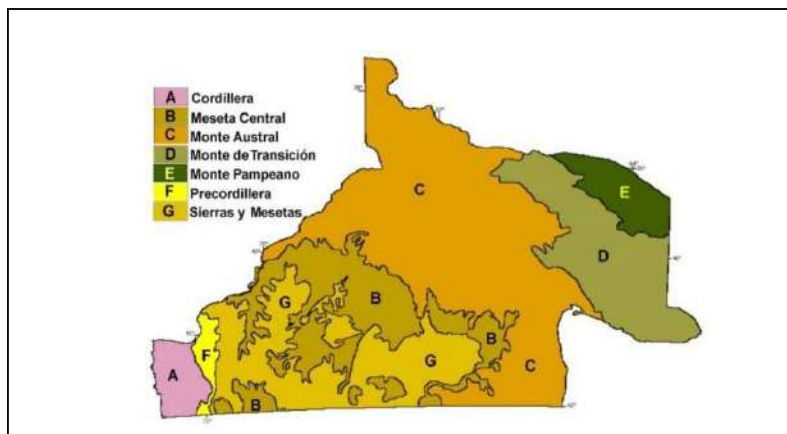 A Cordillera
B Meseta Central
C Monte Austral
D Monte de Transición
E Monte Pampeano
F Precordillera
G Sierras y Mesetas
C
E
D
G
B
B
F
G
A
C
B